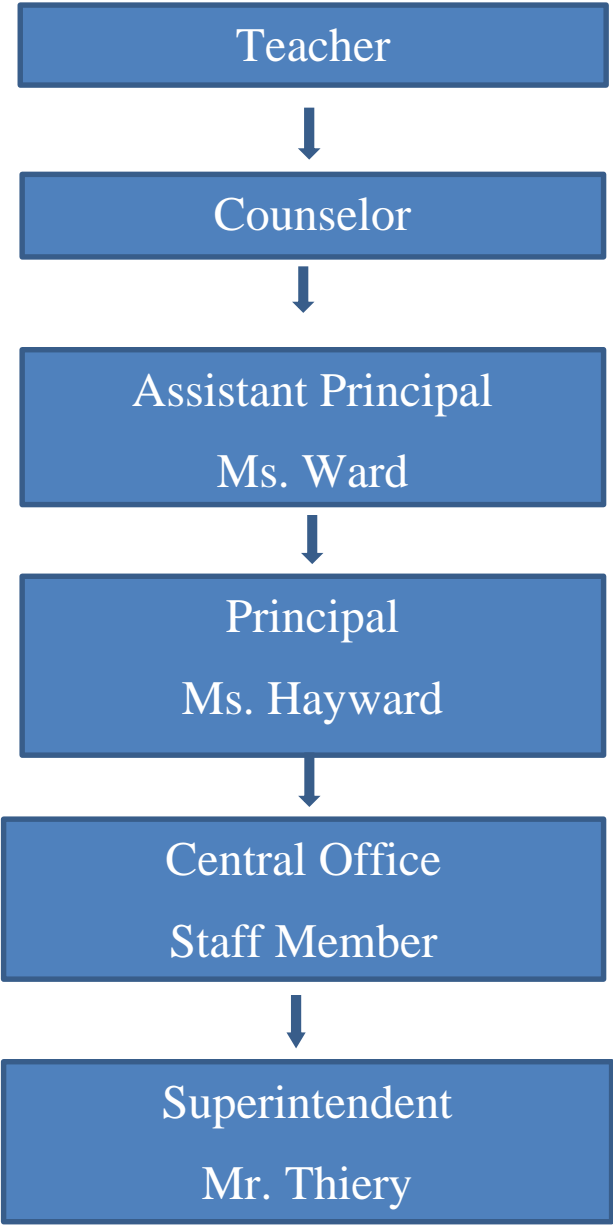 Teacher
Counselor
Assistant Principal
Ms. Ward
Principal
Ms. Hayward
Central Office
Staff Member
Superintendent
Mr. Thiery